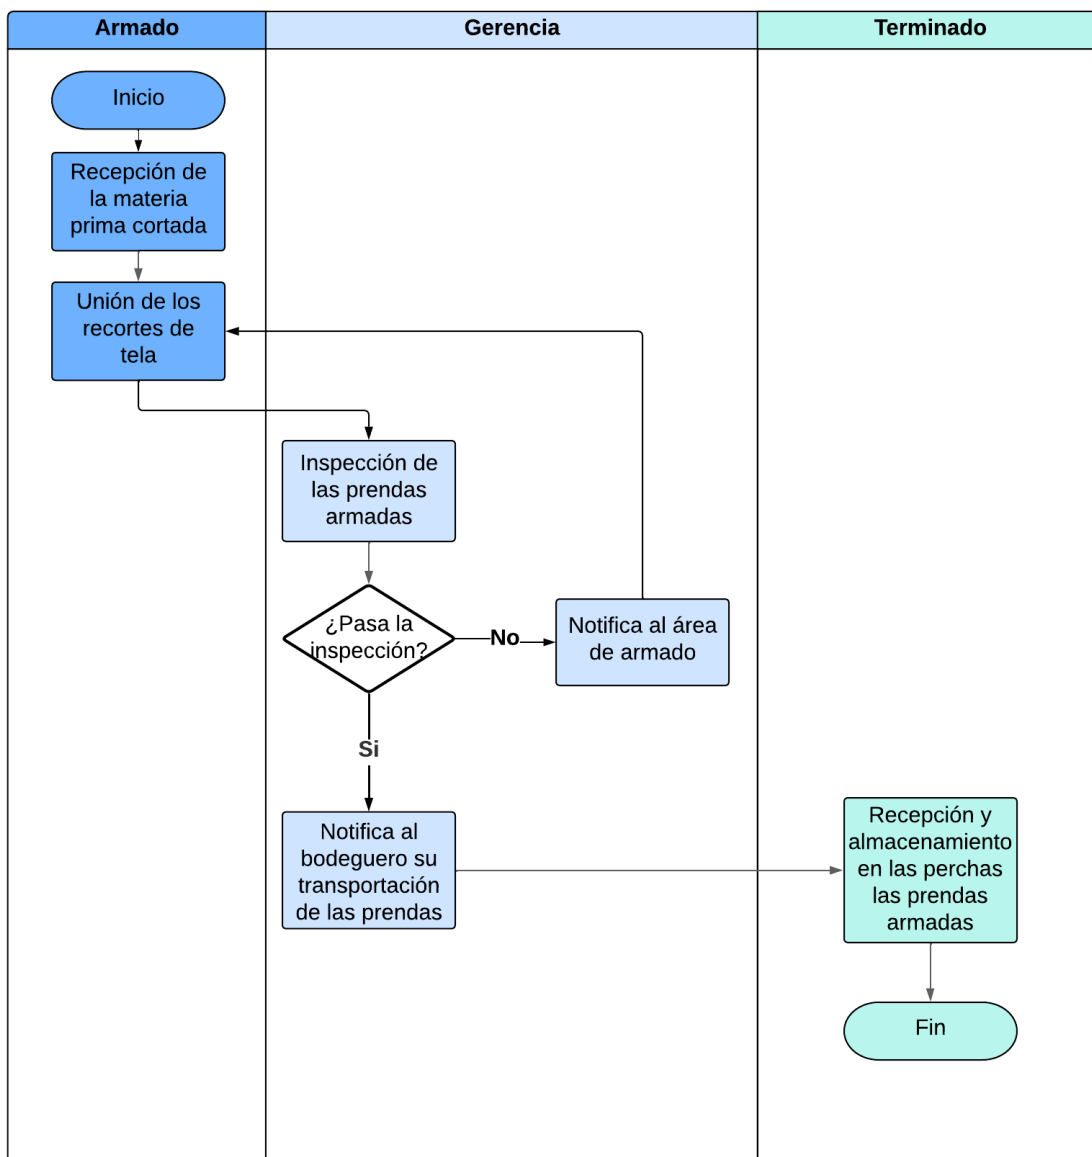 Armado
Gerencia
Terminado
Inicio
Recepción de
la materia
prima cortada
Unión de los
recortes de
tela
Inspección de
las prendas
armadas
¿Pasa la
inspección?
No
Notifica al área
de armado
Si
Notifica al
bodeguero su
transportación
de las prendas
Recepción y
almacenamiento
en las perchas
las prendas
armadas
Fin